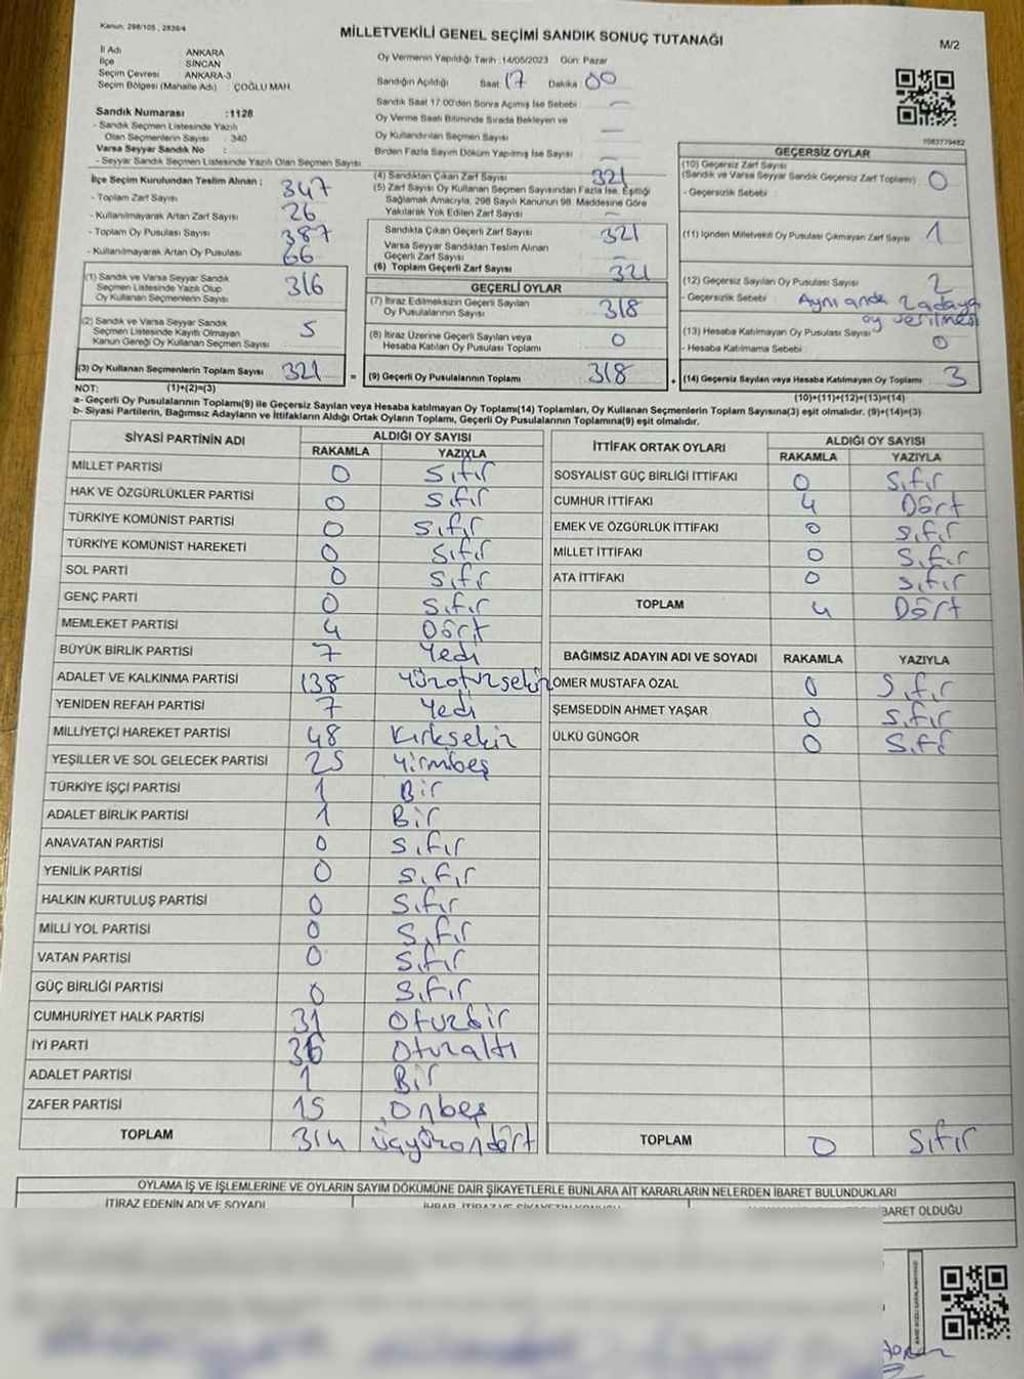 Kanun: 298/105, 2839/4
MİLLETVEKİLİ GENEL SEÇİMİ SANDIK SONUÇ TUTANAĞI
M/2
İl Adı ANKARA
İlçe SİNCAN
Seçim Çevresi ANKARA-3
Seçim Bölgesi (Mahalle Adı) : ÇOĞLU MAH.
Oy Vermenin Yapıldığı Tarih :14/05/2023 Gün: Pazar
Sandığın Açıldığı Saat 17 Dakika 00
Sandık Saat 17:00'den Sonra Açılmış İse Sebebi —
Oy Verme Saati Bitiminde Sırada Bekleyen ve
Oy Kullandırılan Seçmen Sayısı —
Birden Fazla Sayım Döküm Yapılmış İse Sayısı —
Sandık Numarası :1128
- Sandık Seçmen Listesinde Yazılı
Olan Seçmenlerin Sayısı : 340
Varsa Seyyar Sandık No :
- Seyyar Sandık Seçmen Listesinde Yazılı Olan Seçmen Sayısı
İlçe Seçim Kurulundan Teslim Alınan :
- Toplam Zarf Sayısı 347
- Kullanılmayarak Artan Zarf Sayısı 26
- Toplam Oy Pusulası Sayısı 387
- Kullanılmayarak Artan Oy Pusulası 66
(1) Sandık ve Varsa Seyyar Sandık
Seçmen Listesinde Yazılı Olup
Oy Kullanan Seçmenlerin Sayısı 316
(2) Sandık ve Varsa Seyyar Sandık
Seçmen Listesinde Kayıtlı Olmayan
Kanun Gereği Oy Kullanan Seçmen Sayısı 5
(3) Oy Kullanan Seçmenlerin Toplam Sayısı 321
(4) Sandıktan Çıkan Zarf Sayısı 321
(5) Zarf Sayısı Oy Kullanan Seçmen Sayısından Fazla İse, Eşitliği
Sağlamak Amacıyla, 298 Sayılı Kanunun 98. Maddesine Göre
Yakılarak Yok Edilen Zarf Sayısı —
Sandıkta Çıkan Geçerli Zarf Sayısı 321
Varsa Seyyar Sandıktan Teslim Alınan
Geçerli Zarf Sayısı
(6) Toplam Geçerli Zarf Sayısı 321
GEÇERLİ OYLAR
(7) İtiraz Edilmeksizin Geçerli Sayılan
Oy Pusulalarının Sayısı 318
(8) İtiraz Üzerine Geçerli Sayılan veya
Hesaba Katılan Oy Pusulası Toplamı 0
= (9) Geçerli Oy Pusulalarının Toplamı 318
1083779482
GEÇERSİZ OYLAR
(10) Geçersiz Zarf Sayısı
(Sandık ve Varsa Seyyar Sandık Geçersiz Zarf Toplamı) 0
- Geçersizlik Sebebi :
(11) İçinden Milletvekili Oy Pusulası Çıkmayan Zarf Sayısı 1
(12) Geçersiz Sayılan Oy Pusulası Sayısı 2
- Geçersizlik Sebebi : Aynı anda 2 adaya
oy verilmesi
(13) Hesaba Katılmayan Oy Pusulası Sayısı 0
- Hesaba Katılmama Sebebi :
+ (14) Geçersiz Sayılan veya Hesaba Katılmayan Oy Toplamı 3
NOT: (1)+(2)=(3) (10)+(11)+(12)+(13)=(14)
a- Geçerli Oy Pusulalarının Toplamı(9) ile Geçersiz Sayılan veya Hesaba katılmayan Oy Toplamı(14) Toplamları, Oy Kullanan Seçmenlerin Toplam Sayısına(3) eşit olmalıdır. (9)+(14)=(3)
b- Siyasi Partilerin, Bağımsız Adayların ve İttifakların Aldığı Ortak Oyların Toplamı, Geçerli Oy Pusulalarının Toplamına(9) eşit olmalıdır.
SİYASİ PARTİNİN ADI ALDIĞI OY SAYISI
RAKAMLA YAZIYLA
MİLLET PARTİSİ 0 Sıfır
HAK VE ÖZGÜRLÜKLER PARTİSİ 0 Sıfır
TÜRKİYE KOMÜNİST PARTİSİ 0 Sıfır
TÜRKİYE KOMÜNİST HAREKETİ 0 Sıfır
SOL PARTİ 0 Sıfır
GENÇ PARTİ 0 Sıfır
MEMLEKET PARTİSİ 4 Dört
BÜYÜK BİRLİK PARTİSİ 7 Yedi
ADALET VE KALKINMA PARTİSİ 138 Yüzotuzsekiz
YENİDEN REFAH PARTİSİ 7 Yedi
MİLLİYETÇİ HAREKET PARTİSİ 48 Kırksekiz
YEŞİLLER VE SOL GELECEK PARTİSİ 25 Yirmibeş
TÜRKİYE İŞÇİ PARTİSİ 1 Bir
ADALET BİRLİK PARTİSİ 1 Bir
ANAVATAN PARTİSİ 0 Sıfır
YENİLİK PARTİSİ 0 Sıfır
HALKIN KURTULUŞ PARTİSİ 0 Sıfır
MİLLİ YOL PARTİSİ 0 Sıfır
VATAN PARTİSİ 0 Sıfır
GÜÇ BİRLİĞİ PARTİSİ 0 Sıfır
CUMHURİYET HALK PARTİSİ 31 Otuzbir
İYİ PARTİ 36 Otuzaltı
ADALET PARTİSİ 1 Bir
ZAFER PARTİSİ 15 Onbeş
TOPLAM 314 Üçyüzondört
İTTİFAK ORTAK OYLARI ALDIĞI OY SAYISI
RAKAMLA YAZIYLA
SOSYALİST GÜÇ BİRLİĞİ İTTİFAKI 0 Sıfır
CUMHUR İTTİFAKI 4 Dört
EMEK VE ÖZGÜRLÜK İTTİFAKI 0 Sıfır
MİLLET İTTİFAKI 0 Sıfır
ATA İTTİFAKI 0 Sıfır
TOPLAM 4 Dört
BAĞIMSIZ ADAYIN ADI VE SOYADI RAKAMLA YAZIYLA
ÖMER MUSTAFA ÖZAL 0 Sıfır
ŞEMSEDDİN AHMET YAŞAR 0 Sıfır
ÜLKÜ GÜNGÖR 0 Sıfır
TOPLAM 0 Sıfır
OYLAMA İŞ VE İŞLEMLERİNE VE OYLARIN SAYIM DÖKÜMÜNE DAİR ŞİKAYETLERLE BUNLARA AİT KARARLARIN NELERDEN İBARET BULUNDUKLARI
İTİRAZ EDENİN ADI VE SOYADI
BARET OLDUĞU